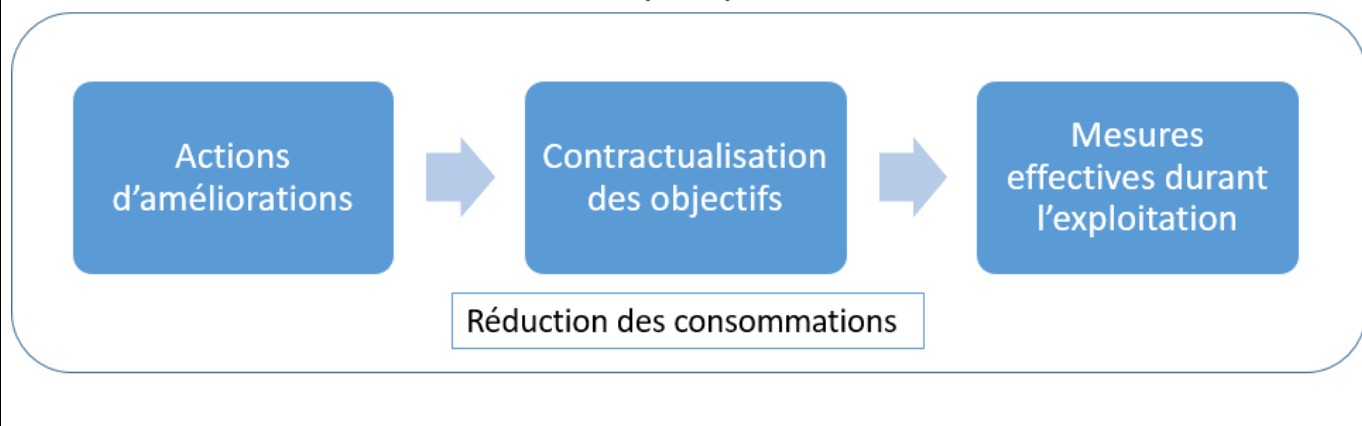 Actions
d’améliorations
Contractualisation
des objectifs
Mesures
effectives durant
l’exploitation
Réduction des consommations